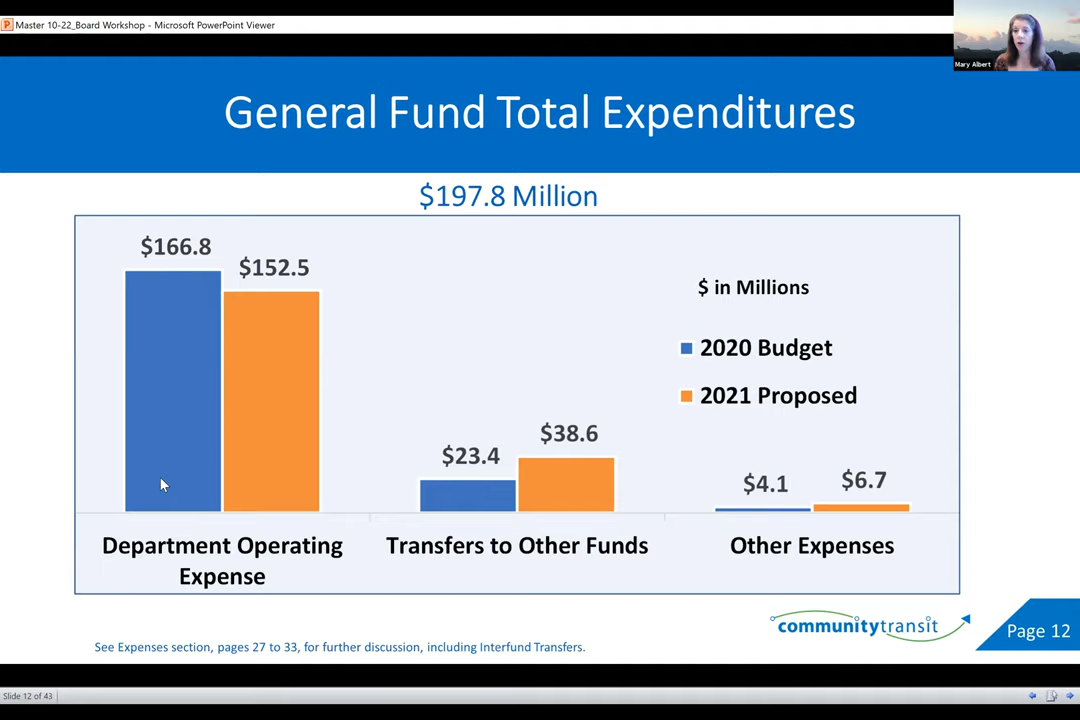 Master 10-22_Board Workshop - Microsoft PowerPoint Viewer
Mary Albert
General Fund Total Expenditures
$197.8 Million
$166.8
$152.5
$ in Millions
2020 Budget
2021 Proposed
$23.4
$38.6
$4.1
$6.7
Department Operating
Expense
Transfers to Other Funds
Other Expenses
communitytransit
Page 12
See Expenses section, pages 27 to 33, for further discussion, including Interfund Transfers.
Slide 12 of 43